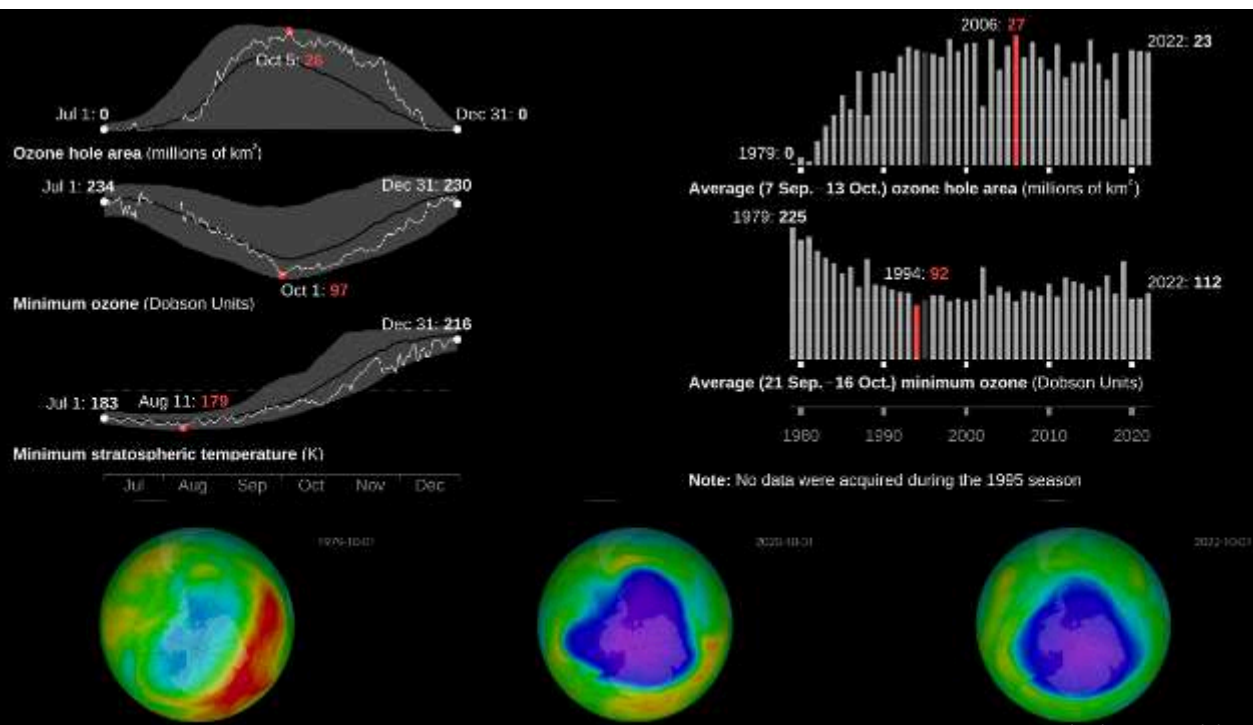 Oct 5: 26
Jul 1: 0
Dec 31: 0
Ozone hole area (millions of km²)
Jul 1: 234
Dec 31: 230
Oct 1: 97
Minimum ozone (Dobson Units)
Dec 31: 216
Jul 1: 183
Aug 11: 179
Minimum stratospheric temperature (K)
Jul Aug Sep Oct Nov Dec
2006: 27
2022: 23
1979: 0
Average (7 Sep. - 13 Oct.) ozone hole area (millions of km²)
1979: 225
1994: 92
2022: 112
Average (21 Sep. - 16 Oct.) minimum ozone (Dobson Units)
1980 1990 2000 2010 2020
Note: No data were acquired during the 1995 season
1979-10-01